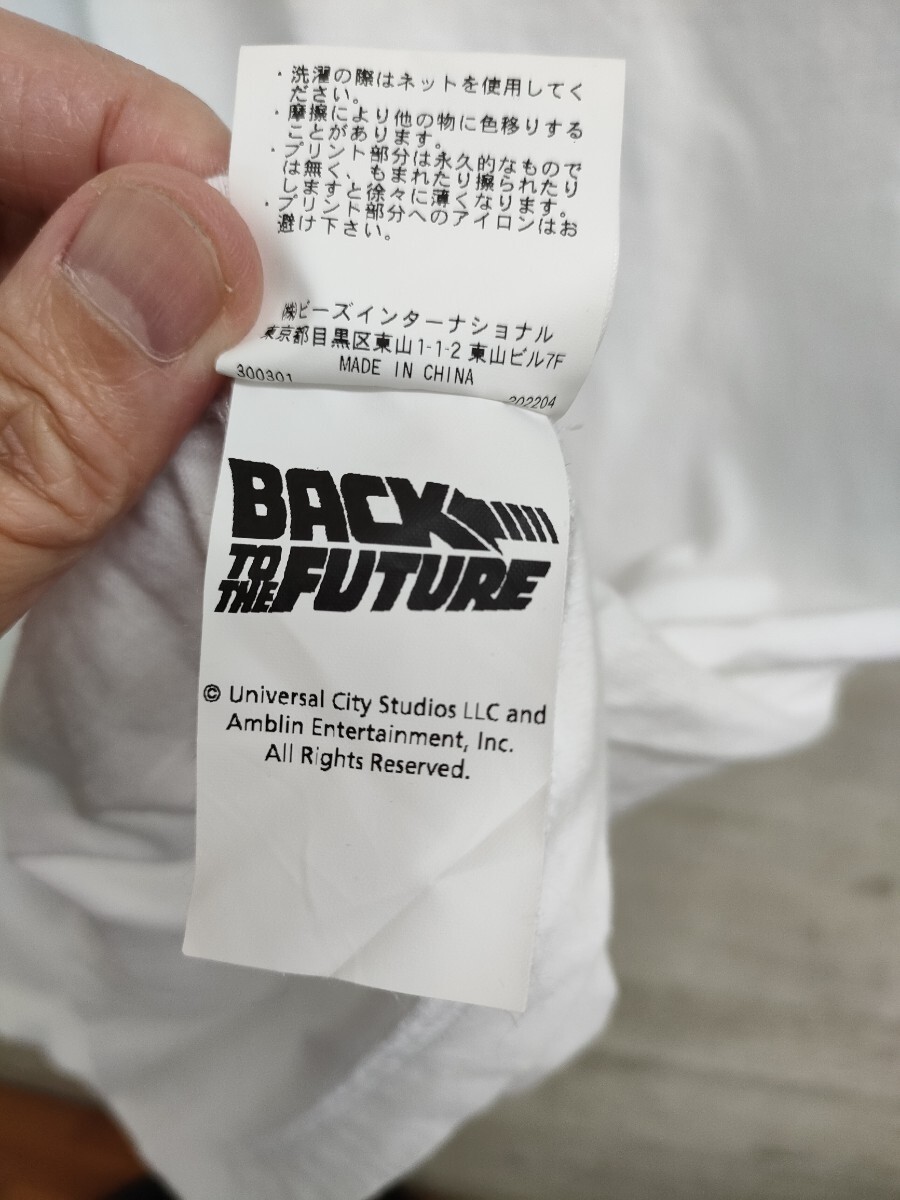 ・洗濯の際はネットを使用してく
ださい。
・摩擦により他の物に色移りする
ことがあります。
・プリント部分は永久的なもので
は無く、もまれたり擦られたり
しますと徐々に薄くなります。
・プリント部分へのアイロンはお
避け下さい。
㈱ビーズインターナショナル
東京都目黒区東山1-1-2 東山ビル7F
MADE IN CHINA
300301
202204
BACK
TO THE FUTURE
© Universal City Studios LLC and
Amblin Entertainment, Inc.
All Rights Reserved.